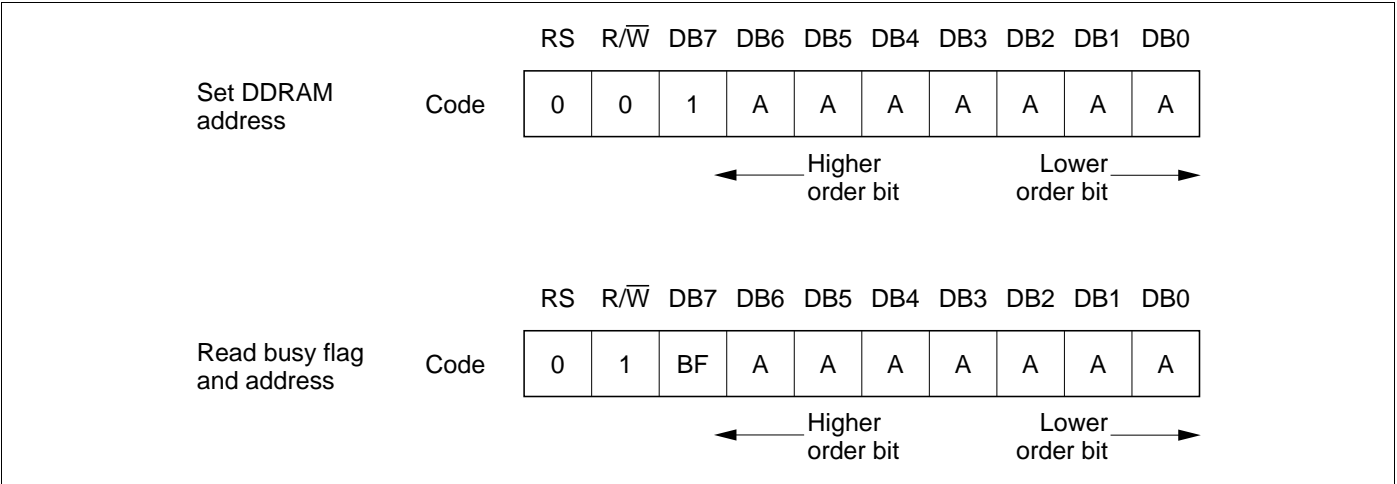 RS R/W̅ DB7 DB6 DB5 DB4 DB3 DB2 DB1 DB0
Set DDRAM
address
Code 0 0 1 A A A A A A A
Higher
order bit
Lower
order bit
RS R/W̅ DB7 DB6 DB5 DB4 DB3 DB2 DB1 DB0
Read busy flag
and address
Code 0 1 BF A A A A A A A
Higher
order bit
Lower
order bit